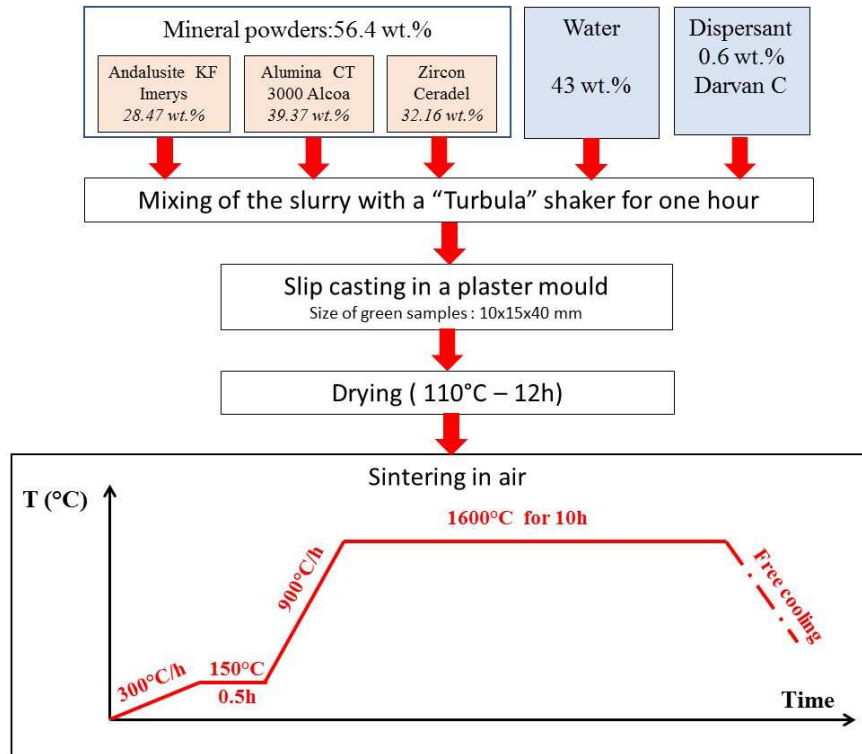 Mineral powders:56.4 wt.%
Andalusite KF
Imerys
28.47 wt.%
Alumina CT
3000 Alcoa
39.37 wt.%
Zircon
Ceradel
32.16 wt.%
Water
43 wt.%
Dispersant
0.6 wt.%
Darvan C
Mixing of the slurry with a “Turbula” shaker for one hour
Slip casting in a plaster mould
Size of green samples : 10x15x40 mm
Drying ( 110°C – 12h)
Sintering in air
T (°C)
300°C/h
150°C
0.5h
900°C/h
1600°C for 10h
Free cooling
Time